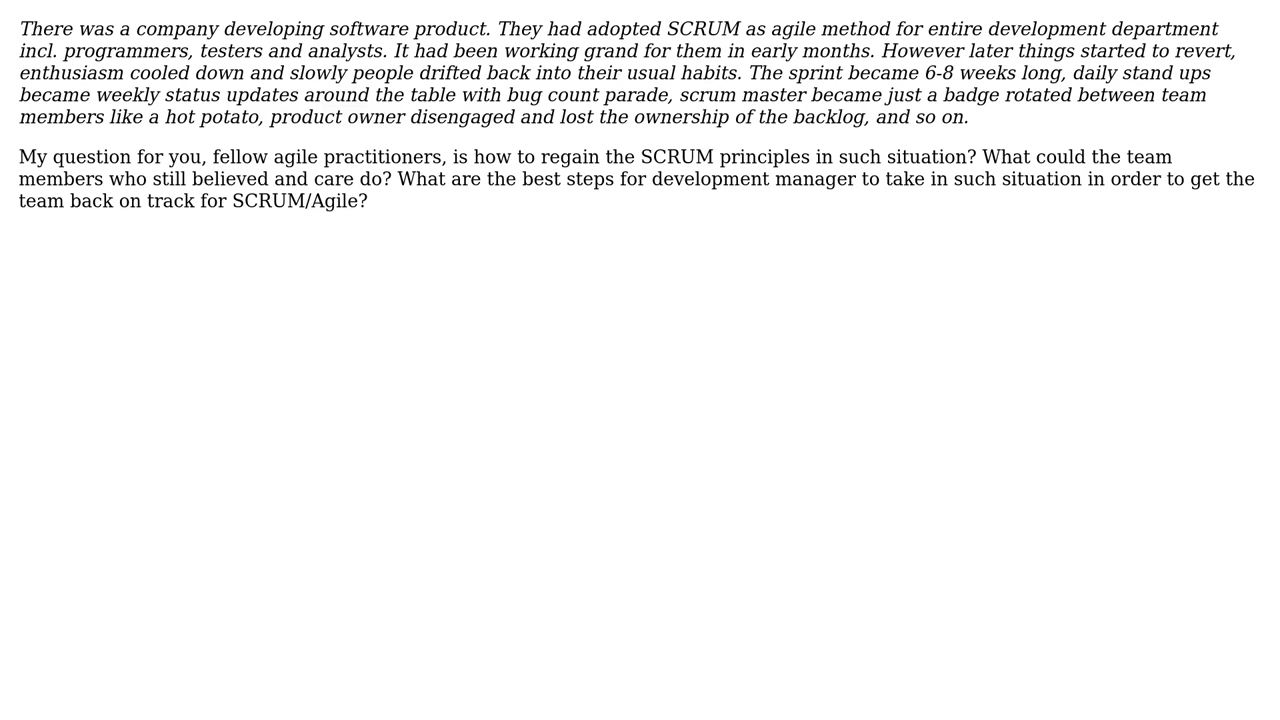 There was a company developing software product. They had adopted SCRUM as agile method for entire development department
incl. programmers, testers and analysts. It had been working grand for them in early months. However later things started to revert,
enthusiasm cooled down and slowly people drifted back into their usual habits. The sprint became 6-8 weeks long, daily stand ups
became weekly status updates around the table with bug count parade, scrum master became just a badge rotated between team
members like a hot potato, product owner disengaged and lost the ownership of the backlog, and so on.
My question for you, fellow agile practitioners, is how to regain the SCRUM principles in such situation? What could the team
members who still believed and care do? What are the best steps for development manager to take in such situation in order to get the
team back on track for SCRUM/Agile?